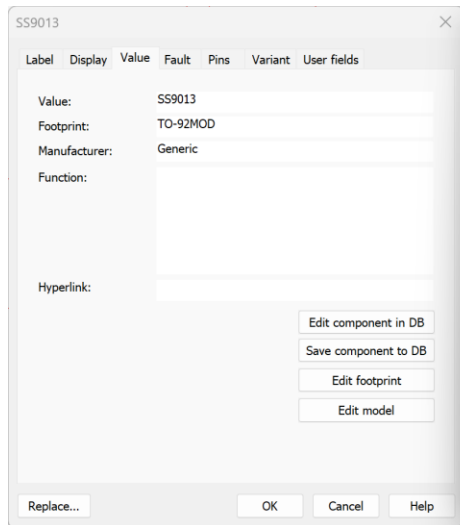 SS9013
Label Display Value Fault Pins Variant User fields
Value: SS9013
Footprint: TO-92MOD
Manufacturer: Generic
Function:
Hyperlink:
Edit component in DB
Save component to DB
Edit footprint
Edit model
Replace... OK Cancel Help